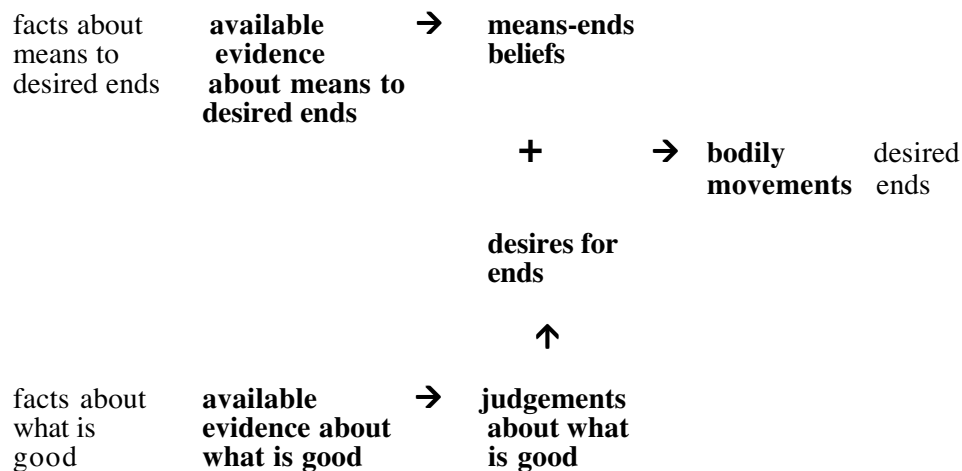 facts about available → means-ends
means to evidence beliefs
desired ends about means to
desired ends
+ → bodily desired
movements ends
desires for
ends
↑
facts about available → judgements
what is evidence about about what
good what is good is good